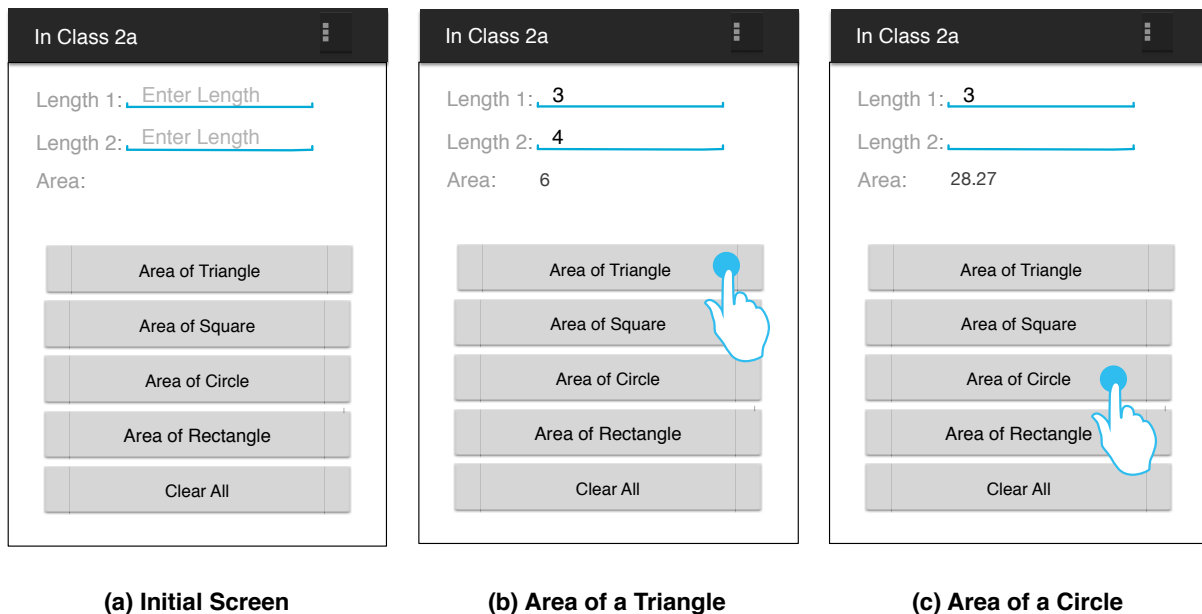 In Class 2a
Length 1: Enter Length
Length 2: Enter Length
Area:
Area of Triangle
Area of Square
Area of Circle
Area of Rectangle
Clear All
(a) Initial Screen
In Class 2a
Length 1: 3
Length 2: 4
Area: 6
Area of Triangle
Area of Square
Area of Circle
Area of Rectangle
Clear All
(b) Area of a Triangle
In Class 2a
Length 1: 3
Length 2:
Area: 28.27
Area of Triangle
Area of Square
Area of Circle
Area of Rectangle
Clear All
(c) Area of a Circle